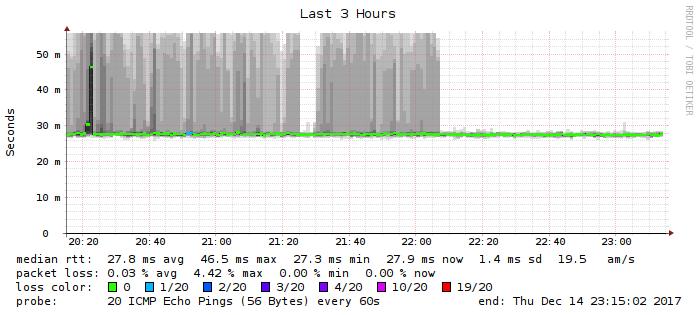 Last 3 Hours
RRDTOOL / TOBI OETIKER
Seconds
50 m
40 m
30 m
20 m
10 m
0
20:20 20:40 21:00 21:20 21:40 22:00 22:20 22:40 23:00
median rtt: 27.8 ms avg 46.5 ms max 27.3 ms min 27.9 ms now 1.4 ms sd 19.5 am/s
packet loss: 0.03 % avg 4.42 % max 0.00 % min 0.00 % now
loss color: 0 1/20 2/20 3/20 4/20 10/20 19/20
probe: 20 ICMP Echo Pings (56 Bytes) every 60s end: Thu Dec 14 23:15:02 2017